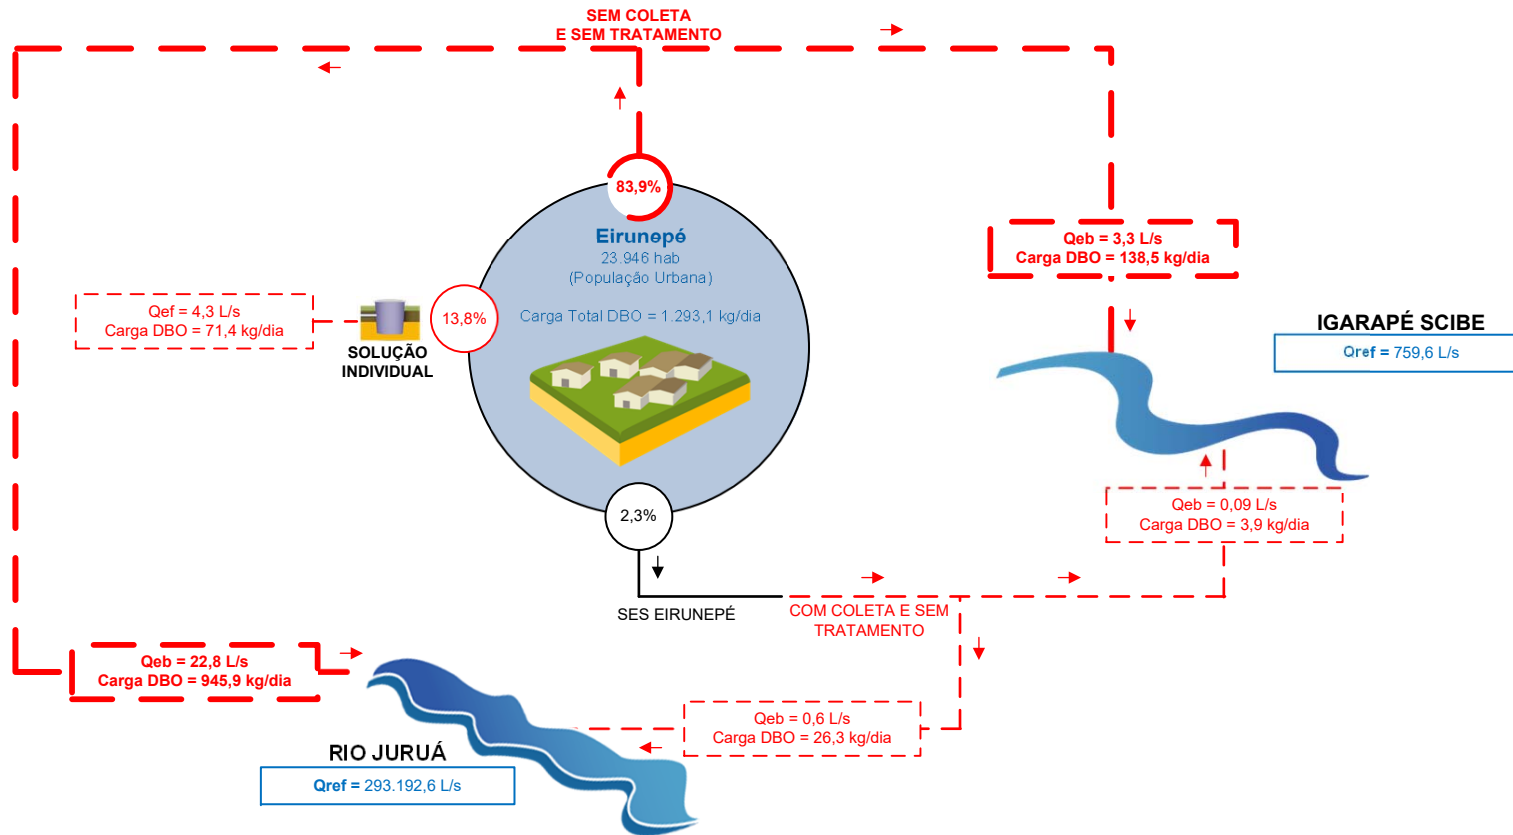 SEM COLETA
E SEM TRATAMENTO
83,9%
Eirunepé
23.946 hab
(População Urbana)
Carga Total DBO = 1.293,1 kg/dia
Qef = 4,3 L/s
Carga DBO = 71,4 kg/dia
13,8%
SOLUÇÃO
INDIVIDUAL
Qeb = 3,3 L/s
Carga DBO = 138,5 kg/dia
IGARAPÉ SCIBE
Qref = 759,6 L/s
2,3%
Qeb = 0,09 L/s
Carga DBO = 3,9 kg/dia
SES EIRUNEPÉ
COM COLETA E SEM
TRATAMENTO
Qeb = 22,8 L/s
Carga DBO = 945,9 kg/dia
Qeb = 0,6 L/s
Carga DBO = 26,3 kg/dia
RIO JURUÁ
Qref = 293.192,6 L/s